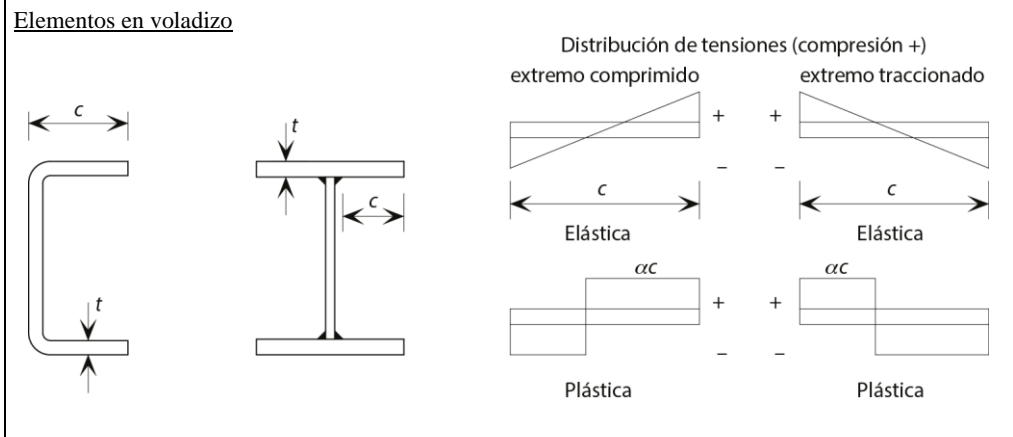 Elementos en voladizo
Distribución de tensiones (compresión +)
extremo comprimido
extremo traccionado
c
t
c
t
+
–
c
Elástica
+
–
c
Elástica
αc
+
–
Plástica
αc
+
–
Plástica